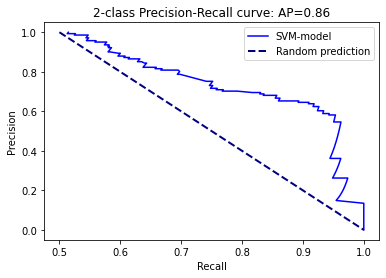 2-class Precision-Recall curve: AP=0.86
SVM-model
Random prediction
1.0
0.8
0.6
0.4
0.2
0.0
Precision
0.5 0.6 0.7 0.8 0.9 1.0
Recall